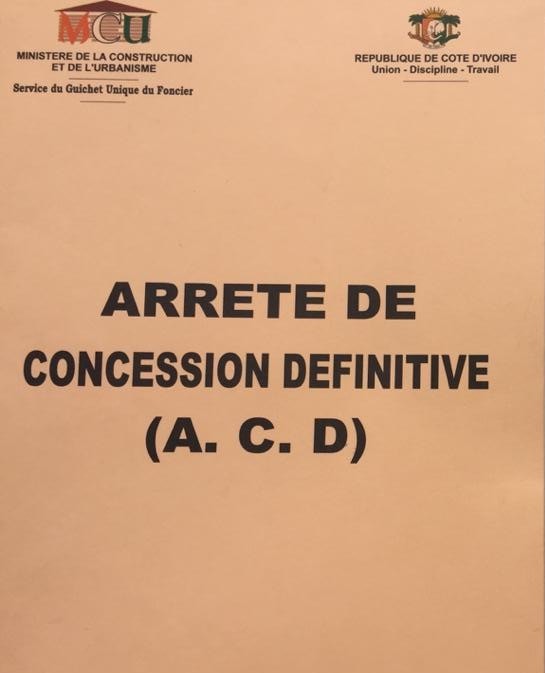 MCU
MINISTERE DE LA CONSTRUCTION
ET DE L'URBANISME
Service du Guichet Unique du Foncier
REPUBLIQUE DE COTE D'IVOIRE
Union - Discipline - Travail
ARRETE DE
CONCESSION DEFINITIVE
(A. C. D)